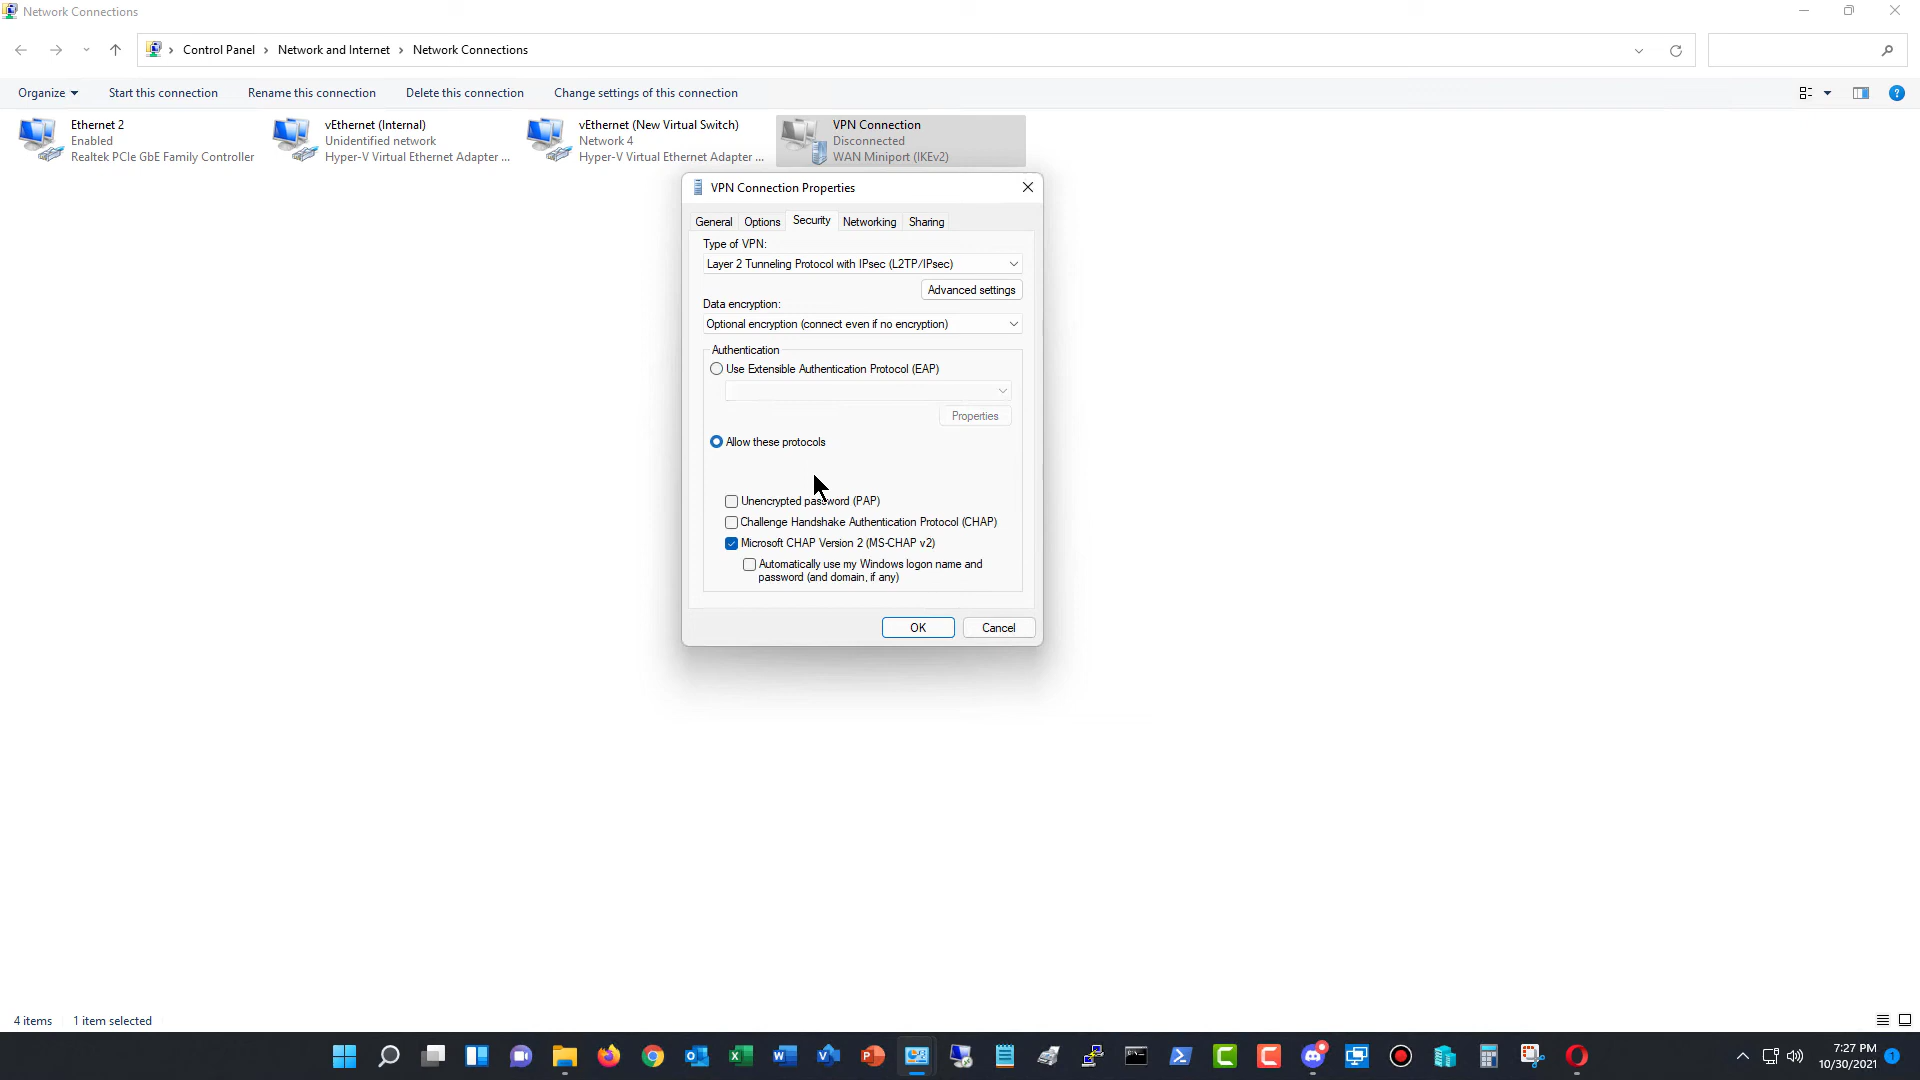 Network Connections
Control Panel > Network and Internet > Network Connections
Organize Start this connection Rename this connection Delete this connection Change settings of this connection
Ethernet 2
Enabled
Realtek PCIe GbE Family Controller
vEthernet (Internal)
Unidentified network
Hyper-V Virtual Ethernet Adapter ...
vEthernet (New Virtual Switch)
Network 4
Hyper-V Virtual Ethernet Adapter ...
VPN Connection
Disconnected
WAN Miniport (IKEv2)
VPN Connection Properties
General Options Security Networking Sharing
Type of VPN:
Layer 2 Tunneling Protocol with IPsec (L2TP/IPsec)
Advanced settings
Data encryption:
Optional encryption (connect even if no encryption)
Authentication
Use Extensible Authentication Protocol (EAP)
Properties
Allow these protocols
Unencrypted password (PAP)
Challenge Handshake Authentication Protocol (CHAP)
Microsoft CHAP Version 2 (MS-CHAP v2)
Automatically use my Windows logon name and
password (and domain, if any)
OK Cancel
4 items 1 item selected
7:27 PM
10/30/2021
1